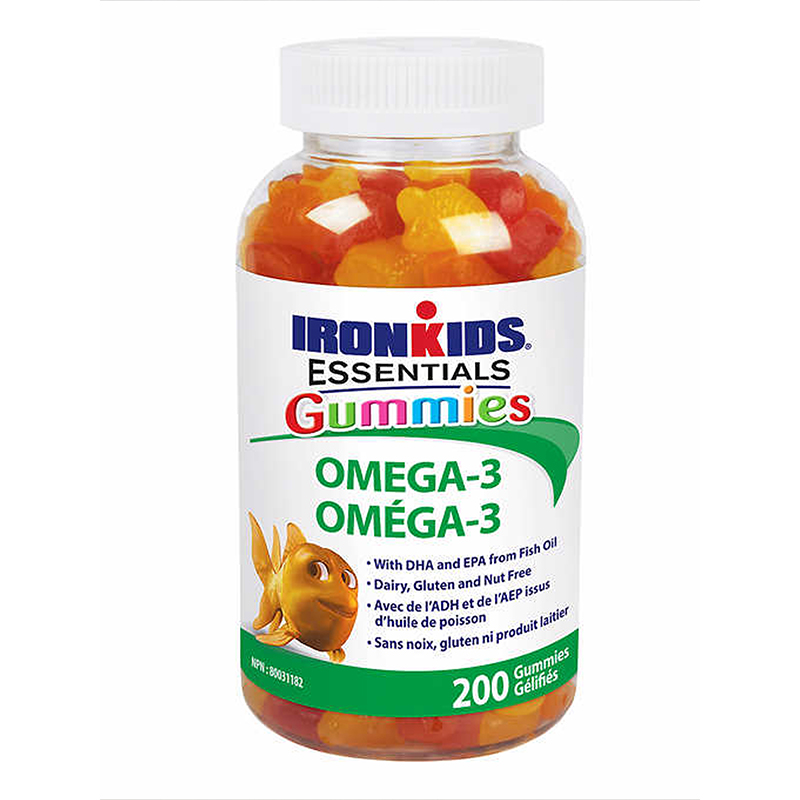 IRONKIDS®
ESSENTIALS
Gummies
OMEGA-3
OMÉGA-3
• With DHA and EPA from Fish Oil
• Dairy, Gluten and Nut Free
• Avec de l'ADH et de l'AEP issus
d'huile de poisson
• Sans noix, gluten ni produit laitier
NPN : 80031182
200 Gummies
Gélifiés